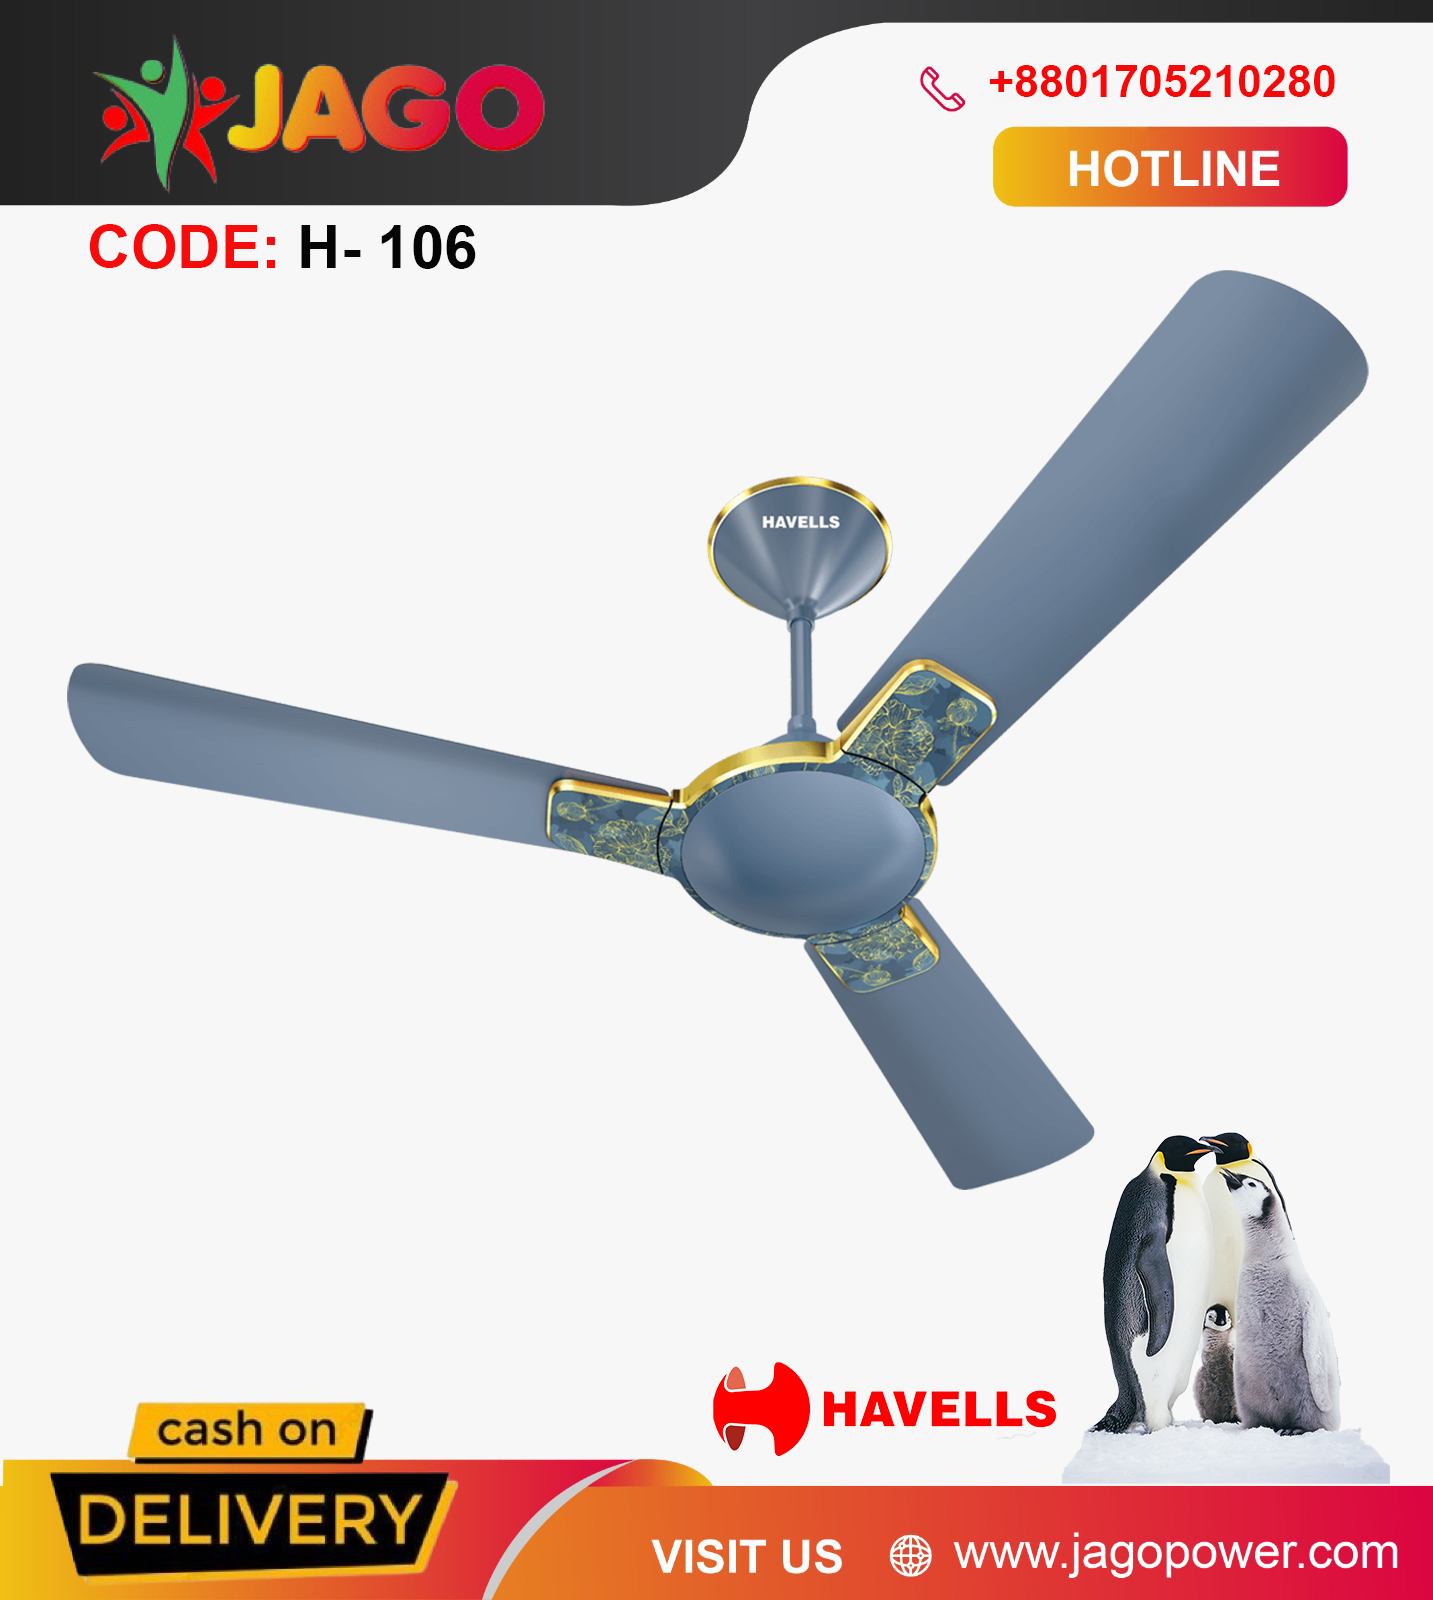 JAGO
+8801705210280
HOTLINE
CODE: H- 106
HAVELLS
HAVELLS
cash on
DELIVERY
VISIT US
www.jagopower.com